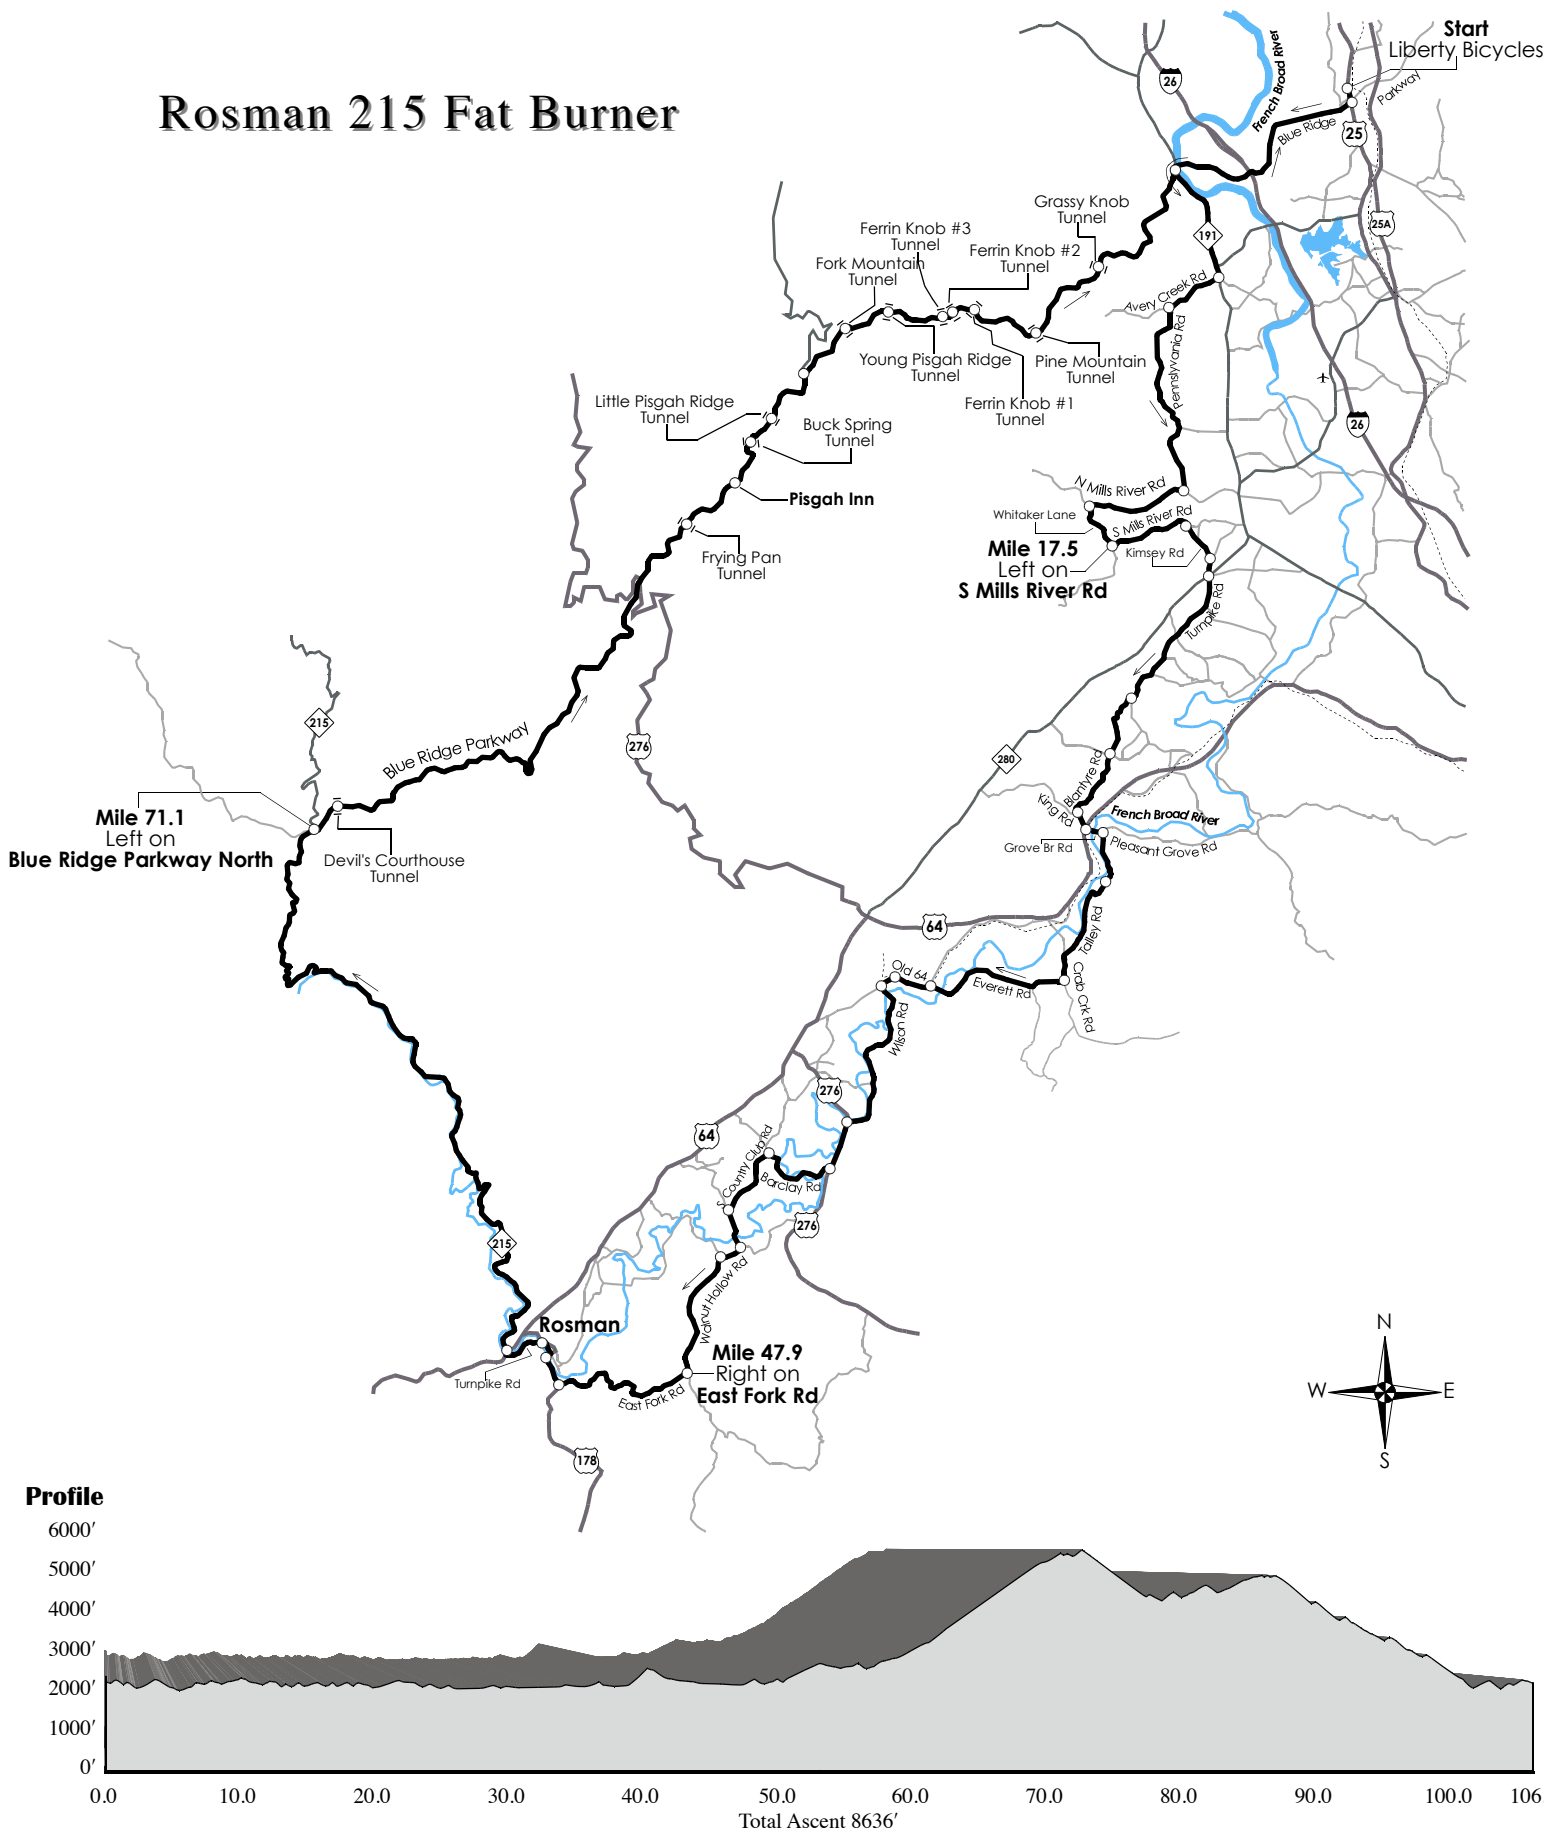 Start
Liberty Bicycles
Rosman 215 Fat Burner
26
French Broad River
Parkway
Blue Ridge
25
25A
191
Grassy Knob
Tunnel
Ferrin Knob #3
Tunnel
Ferrin Knob #2
Tunnel
Fork Mountain
Tunnel
Avery Creek Rd
Pennslyvania Rd
Young Pisgah Ridge
Tunnel
Pine Mountain
Tunnel
Ferrin Knob #1
Tunnel
Little Pisgah Ridge
Tunnel
Buck Spring
Tunnel
26
Pisgah Inn
N Mills River Rd
Whitaker Lane
S Mills River Rd
Mile 17.5
Left on
S Mills River Rd
Kimsey Rd
Frying Pan
Tunnel
Turnpike Rd
215
276
Blue Ridge Parkway
280
Blantyre Rd
King Rd
French Broad River
Grove Br Rd
Pleasant Grove Rd
Mile 71.1
Left on
Blue Ridge Parkway North
Devil's Courthouse
Tunnel
64
Talley Rd
Old 64
Everett Rd
Crab Crk Rd
Wilson Rd
276
64
S Country Club Rd
Barclay Rd
276
215
Walnut Hollow Rd
Rosman
Mile 47.9
Right on
East Fork Rd
Turnpike Rd
East Fork Rd
178
N
W
E
S
Profile
6000′
5000′
4000′
3000′
2000′
1000′
0′
0.0 10.0 20.0 30.0 40.0 50.0 60.0 70.0 80.0 90.0 100.0 106
Total Ascent 8636′